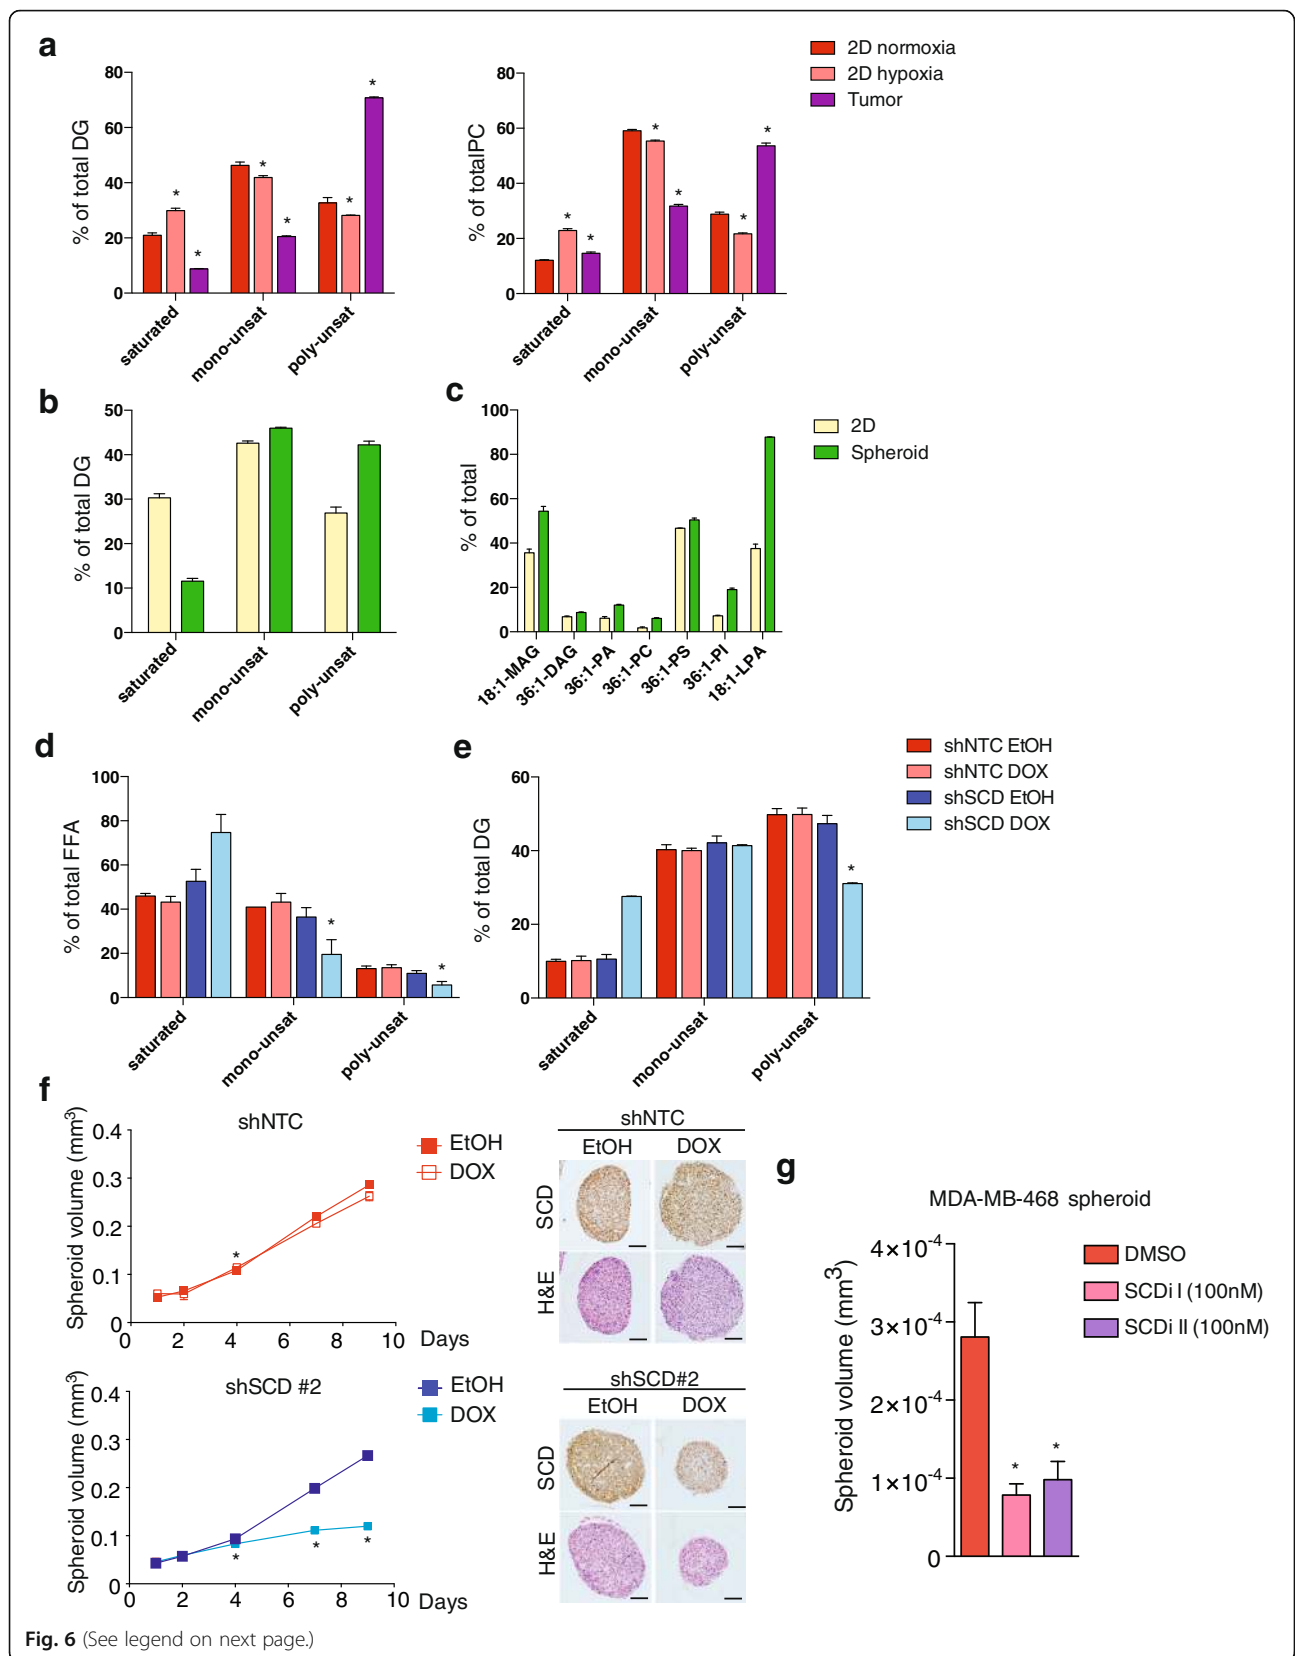 a
2D normoxia
2D hypoxia
Tumor
% of total DG
80
60
40
20
0
*
*
*
*
*
*
saturated
mono-unsat
poly-unsat
% of totalPC
80
60
40
20
0
*
*
*
*
*
*
saturated
mono-unsat
poly-unsat
b
% of total DG
50
40
30
20
10
0
saturated
mono-unsat
poly-unsat
c
2D
Spheroid
% of total
100
80
60
40
20
0
18:1-MAG
36:1-DAG
36:1-PA
36:1-PC
36:1-PS
36:1-PI
18:1-LPA
d
% of total FFA
100
80
60
40
20
0
*
*
saturated
mono-unsat
poly-unsat
e
shNTC EtOH
shNTC DOX
shSCD EtOH
shSCD DOX
% of total DG
60
40
20
0
*
saturated
mono-unsat
poly-unsat
f
shNTC
Spheroid volume (mm³)
0.4
0.3
0.2
0.1
0
*
0 2 4 6 8 10 Days
EtOH
DOX
shNTC
EtOH DOX
SCD
H&E
shSCD #2
Spheroid volume (mm³)
0.4
0.3
0.2
0.1
0
* * *
0 2 4 6 8 10 Days
EtOH
DOX
shSCD#2
EtOH DOX
SCD
H&E
g
MDA-MB-468 spheroid
Spheroid volume (mm³)
4×10⁻⁴
3×10⁻⁴
2×10⁻⁴
1×10⁻⁴
0
*
*
DMSO
SCDi I (100nM)
SCDi II (100nM)
Fig. 6 (See legend on next page.)